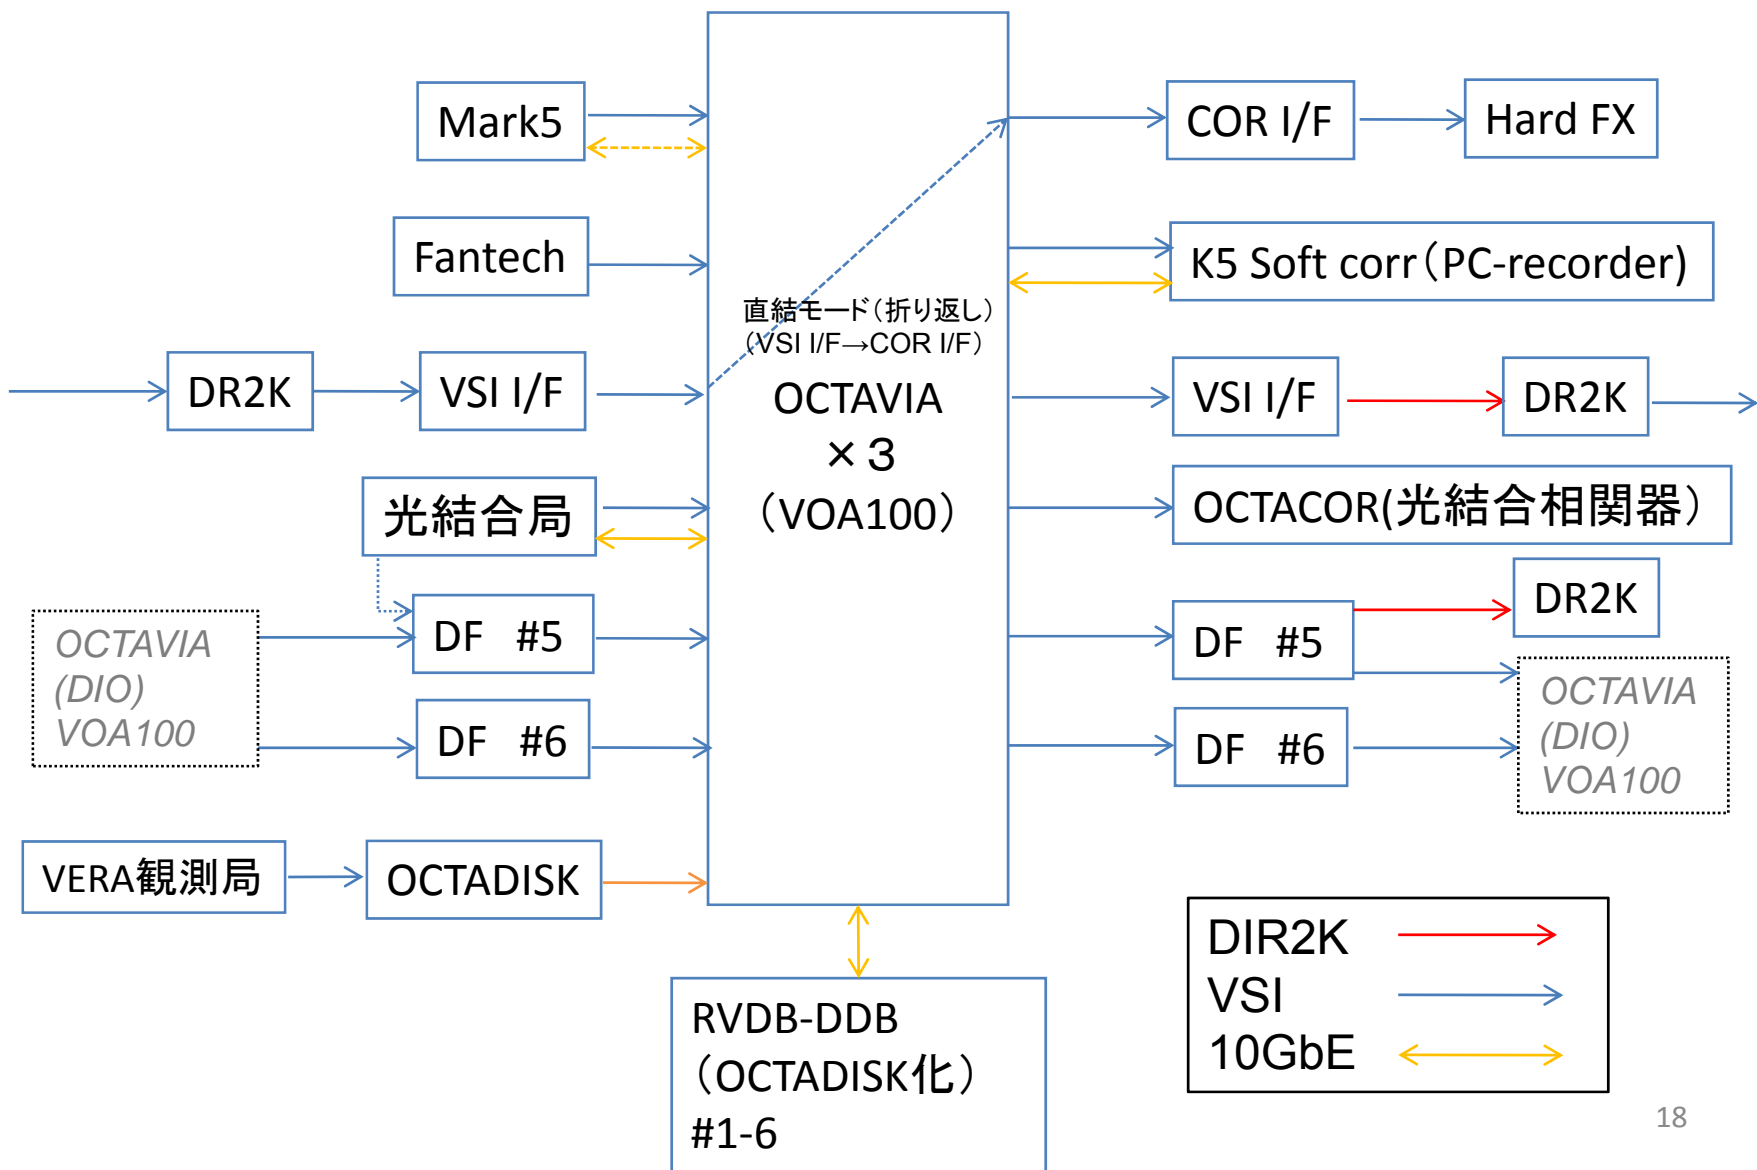 Mark5
COR I/F
Hard FX
Fantech
K5 Soft corr（PC-recorder)
直結モード（折り返し）
（VSI I/F→COR I/F）
DR2K
VSI I/F
OCTAVIA
×３
（VOA100）
VSI I/F
DR2K
光結合局
OCTACOR(光結合相関器）
DR2K
OCTAVIA
(DIO)
VOA100
DF #5
DF #6
DF #5
DF #6
OCTAVIA
(DIO)
VOA100
VERA観測局
OCTADISK
DIR2K
VSI
10GbE
RVDB-DDB
（OCTADISK化）
#1-6
18